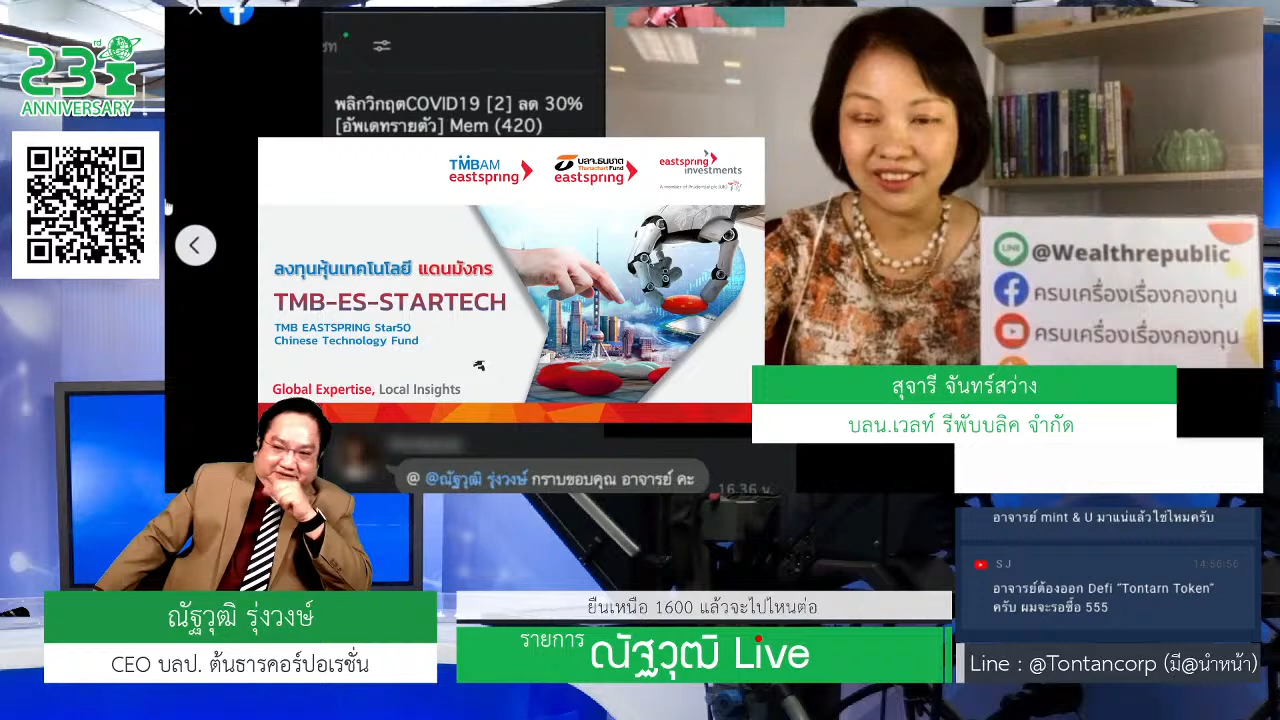 23rd
ANNIVERSARY
พลิกวิกฤตCOVID19 [2] ลด 30%
[อัพเดทรายตัว] Mem (420)
TMBAM
eastspring
บลจ.ธนชาต
Thanachart Fund
eastspring
eastspring
investments
A member of Prudential plc (UK)
ลงทุนหุ้นเทคโนโลยี แดนมังกร
TMB-ES-STARTECH
TMB EASTSPRING Star50
Chinese Technology Fund
Global Expertise, Local Insights
LINE
@Wealthrepublic
ครบเครื่องเรื่องกองทุน
ครบเครื่องเรื่องกองทุน
สุจารี จันทร์สว่าง
บลน.เวลท์ รีพับบลิค จำกัด
@ @ณัฐวุฒิ รุ่งวงษ์ กราบขอบคุณ อาจารย์ คะ
16.36 น.
อาจารย์ mint & U มาแน่แล้วใช่ไหมครับ
S J
14:56:56
อาจารย์ต้องออก Defi "Tontarn Token"
ครับ ผมจะรอซื้อ 555
ณัฐวุฒิ รุ่งวงษ์
CEO บลป. ต้นธารคอร์ปอเรชั่น
ยืนเหนือ 1600 แล้วจะไปไหนต่อ
รายการ ณัฐวุฒิ Live
Line : @Tontancorp (มี@นำหน้า)